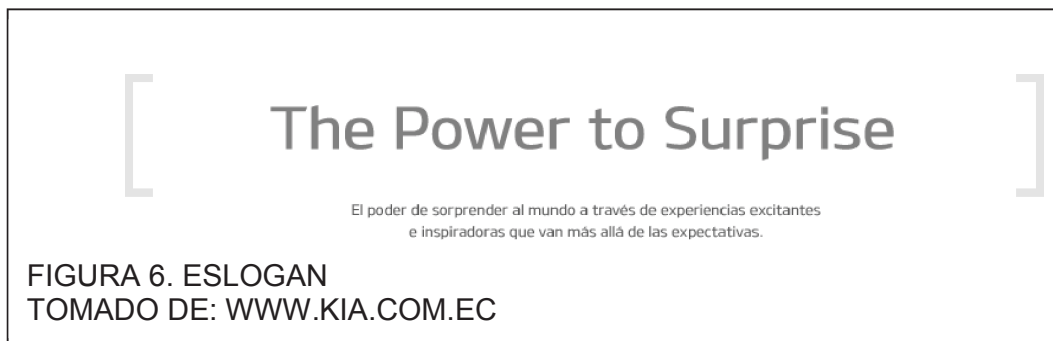 The Power to Surprise
El poder de sorprender al mundo a través de experiencias excitantes
e inspiradoras que van más allá de las expectativas.
FIGURA 6. ESLOGAN
TOMADO DE: WWW.KIA.COM.EC